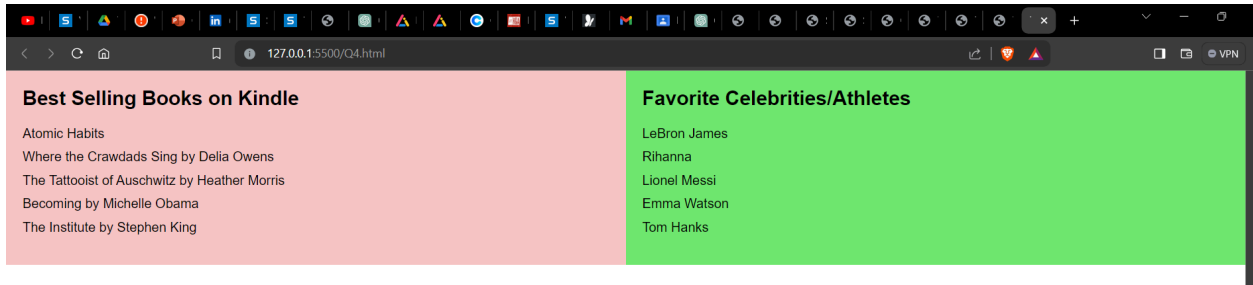 127.0.0.1:5500/Q4.html
VPN
Best Selling Books on Kindle
Atomic Habits
Where the Crawdads Sing by Delia Owens
The Tattooist of Auschwitz by Heather Morris
Becoming by Michelle Obama
The Institute by Stephen King
Favorite Celebrities/Athletes
LeBron James
Rihanna
Lionel Messi
Emma Watson
Tom Hanks